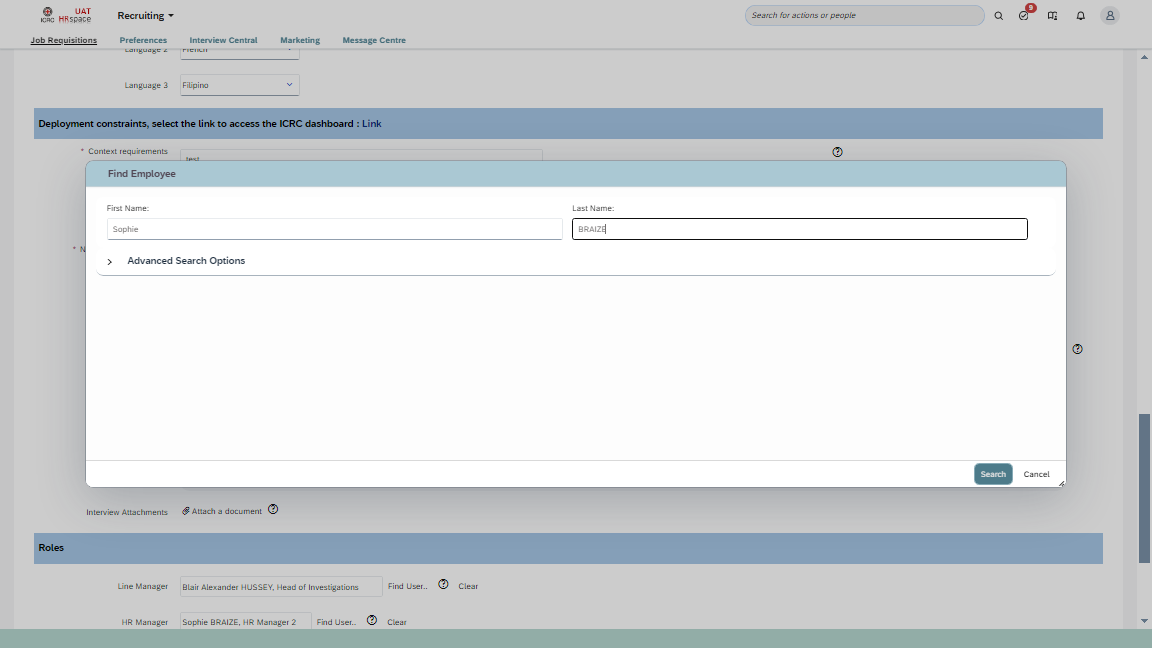 ICRC
UAT
HRspace
Recruiting
Search for actions or people
9
Job Requisitions
Preferences
Interview Central
Marketing
Message Centre
Language 2
French
Language 3
Filipino
Deployment constraints, select the link to access the ICRC dashboard : Link
* Context requirements
test
Find Employee
First Name:
Last Name:
Sophie
BRAIZE
* N
Advanced Search Options
Search
Cancel
Interview Attachments
Attach a document
Roles
Line Manager
Blair Alexander HUSSEY, Head of Investigations
Find User..
Clear
HR Manager
Sophie BRAIZE, HR Manager 2
Find User..
Clear